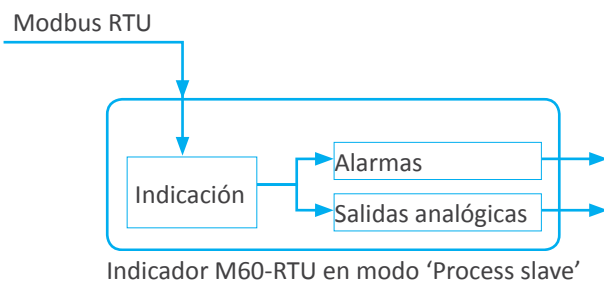 Modbus RTU
Indicación
Alarmas
Salidas analógicas
Indicador M60-RTU en modo ‘Process slave’